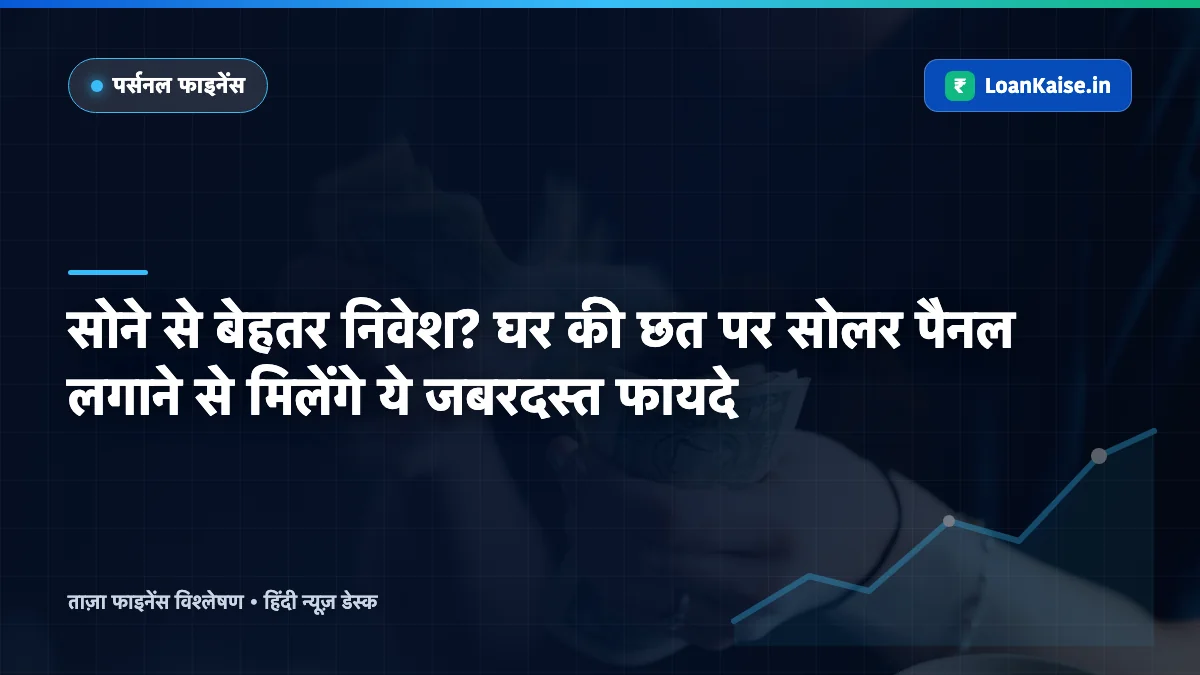 पर्सनल फाइनेंस
₹ LoanKaise.in
सोने से बेहतर निवेश? घर की छत पर सोलर पैनल
लगाने से मिलेंगे ये जबरदस्त फायदे
ताज़ा फाइनेंस विश्लेषण • हिंदी न्यूज़ डेस्क